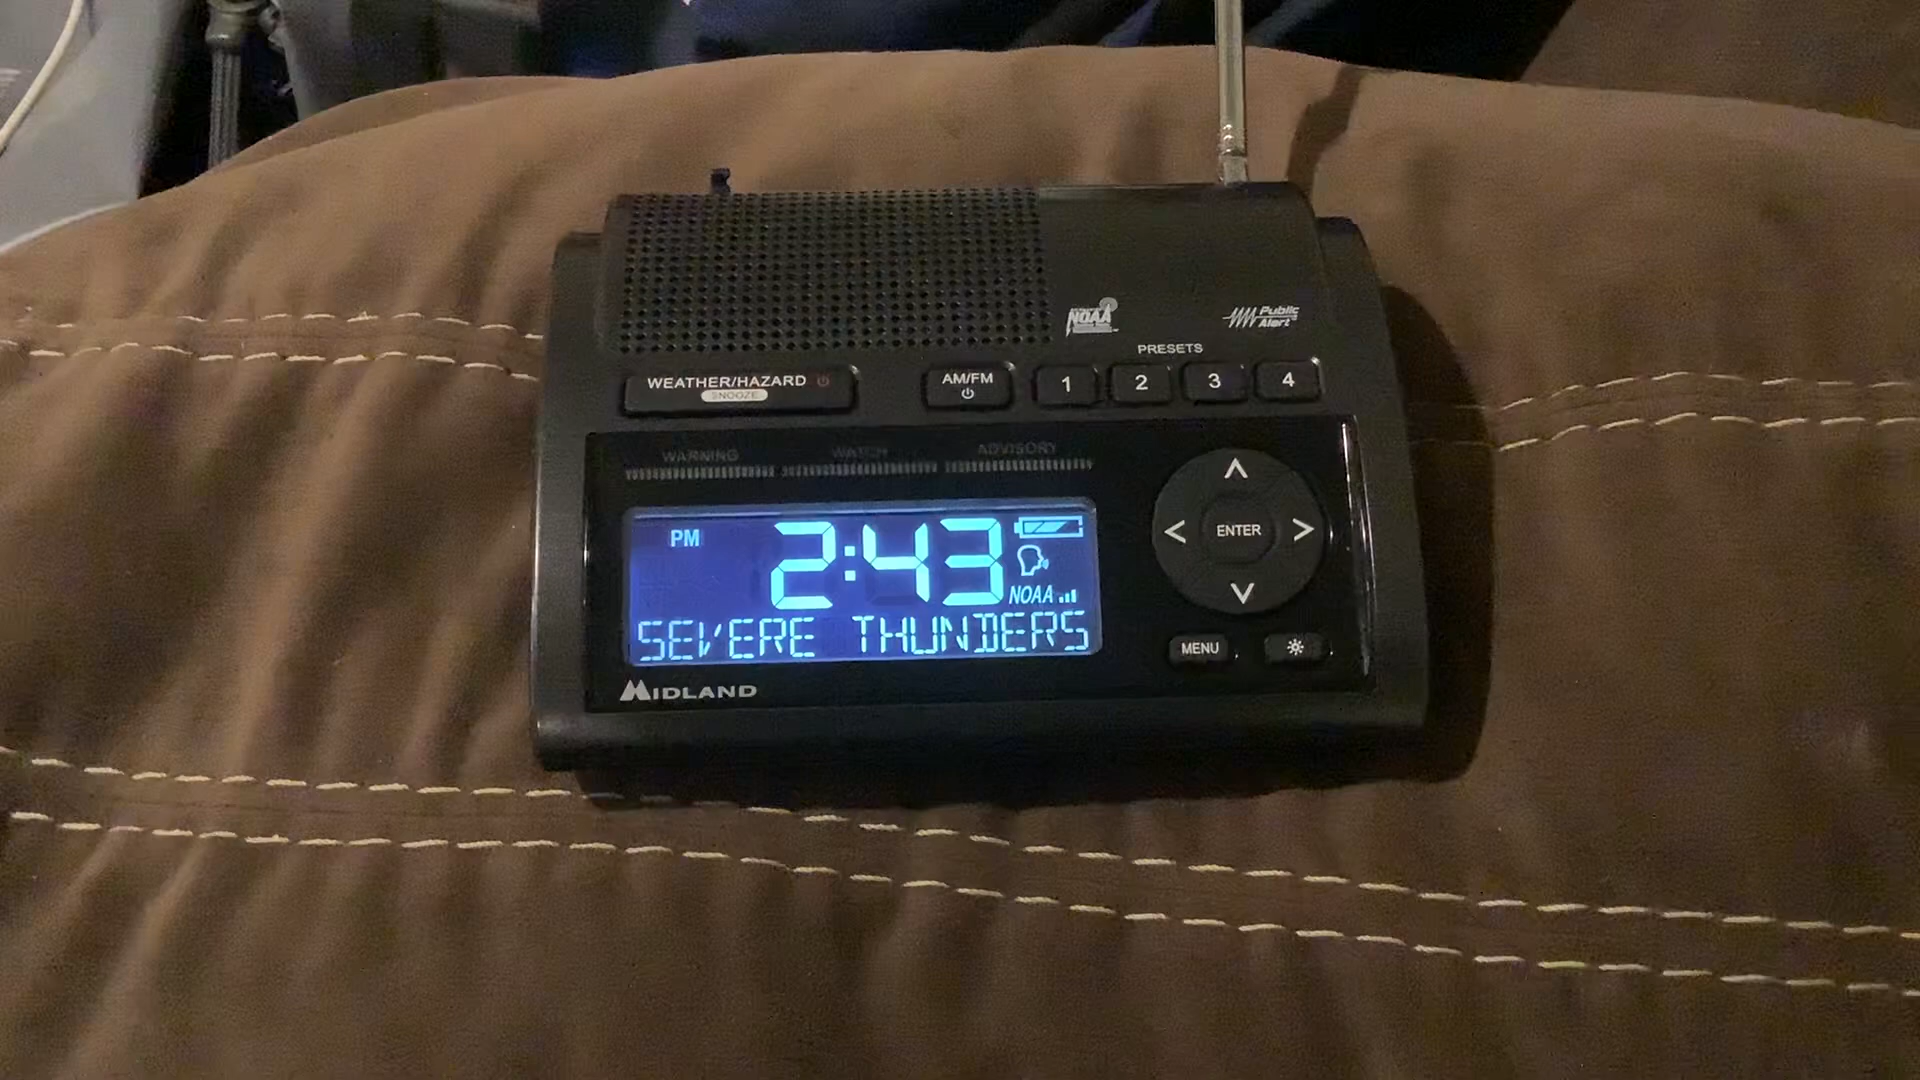 NOAA
Public
Alert
PRESETS
WEATHER/HAZARD
SNOOZE
AM/FM
1
2
3
4
WARNING
WATCH
ADVISORY
PM
2:43
NOAA
SEVERE THUNDERS
ENTER
MENU
MIDLAND